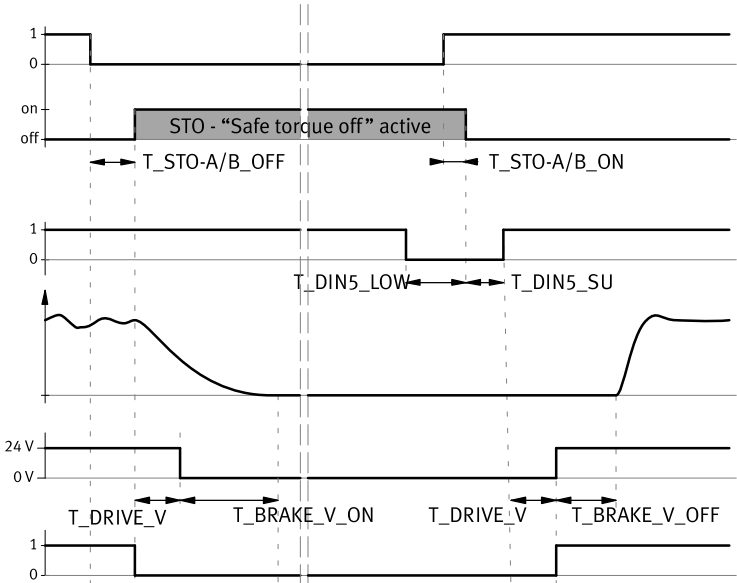 1
0
on
STO - “Safe torque off” active
off
T_STO-A/B_OFF T_STO-A/B_ON
1
0
T_DIN5_LOW T_DIN5_SU
24 V
0 V
T_DRIVE_V T_BRAKE_V_ON T_DRIVE_V T_BRAKE_V_OFF
1
0